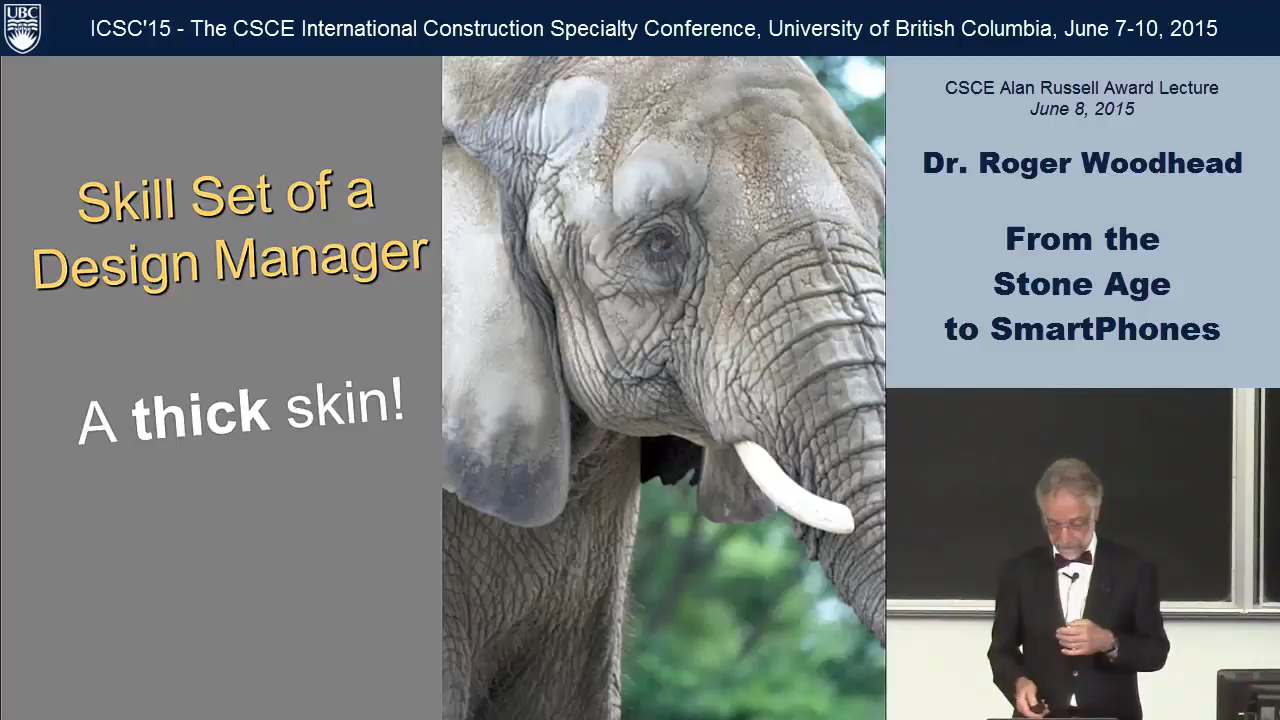 UBC
ICSC'15 - The CSCE International Construction Specialty Conference, University of British Columbia, June 7-10, 2015
Skill Set of a
Design Manager
A thick skin!
CSCE Alan Russell Award Lecture
June 8, 2015
Dr. Roger Woodhead
From the
Stone Age
to SmartPhones